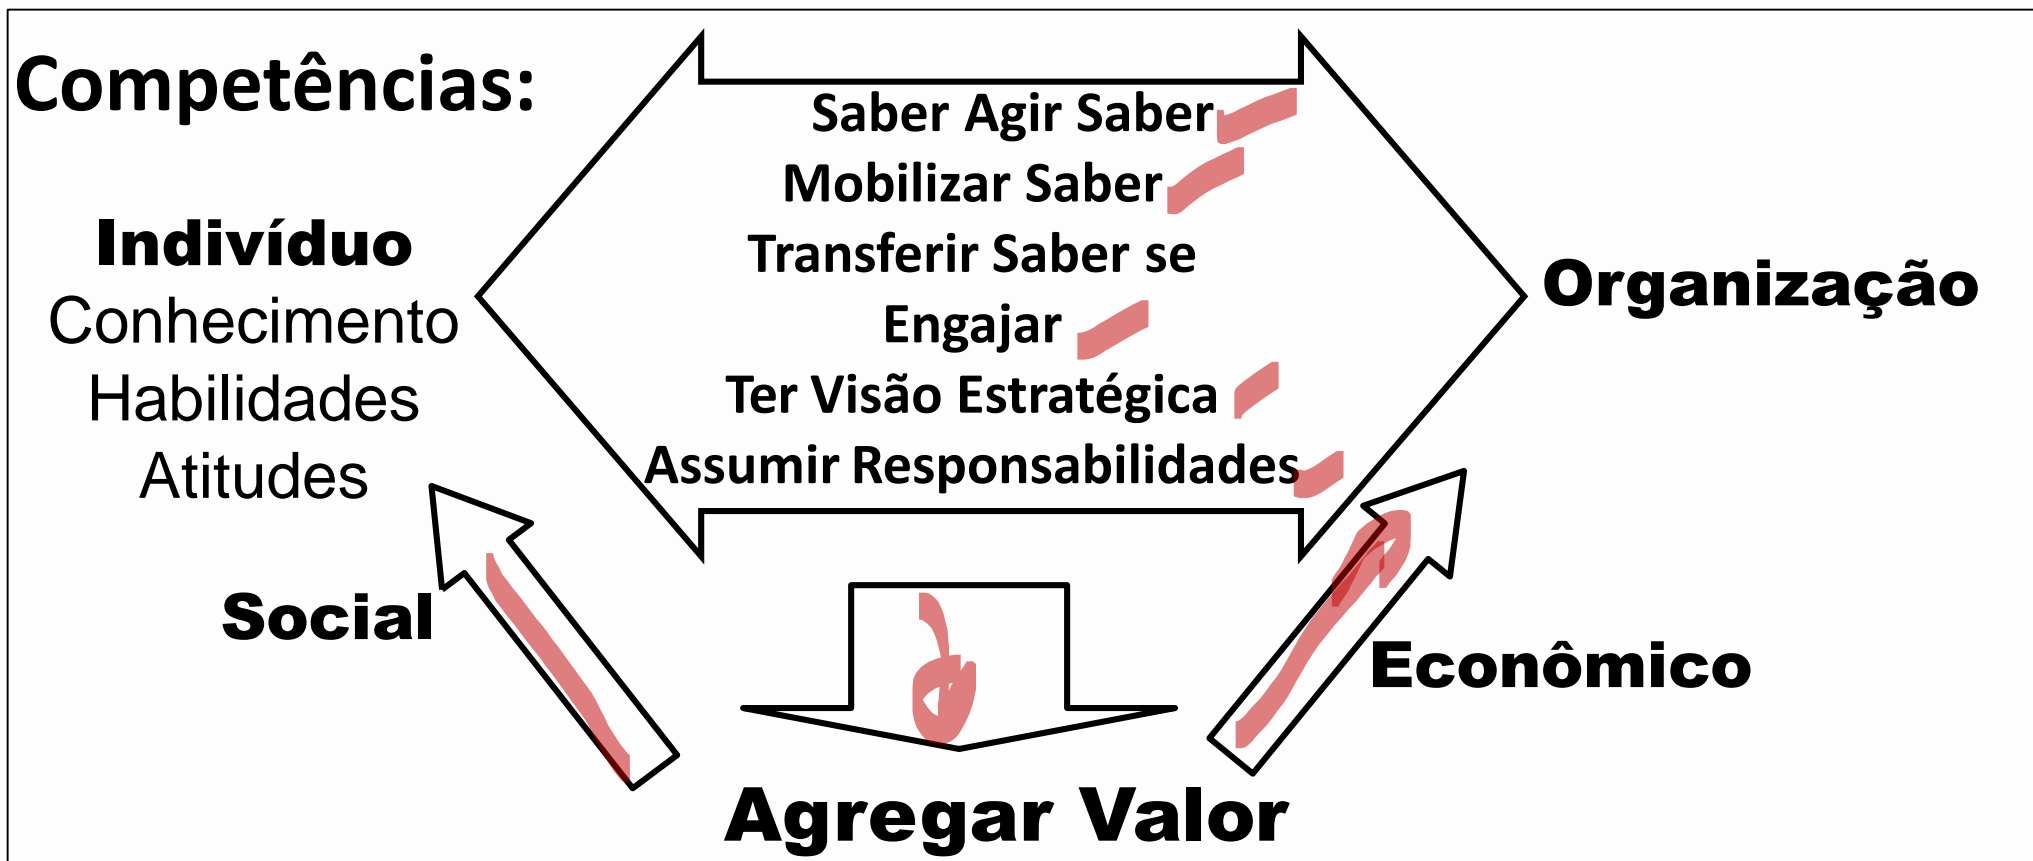 Competências:
Indivíduo
Conhecimento
Habilidades
Atitudes
Saber Agir Saber
Mobilizar Saber
Transferir Saber se
Engajar
Ter Visão Estratégica
Assumir Responsabilidades
Organização
Social
Econômico
Agregar Valor